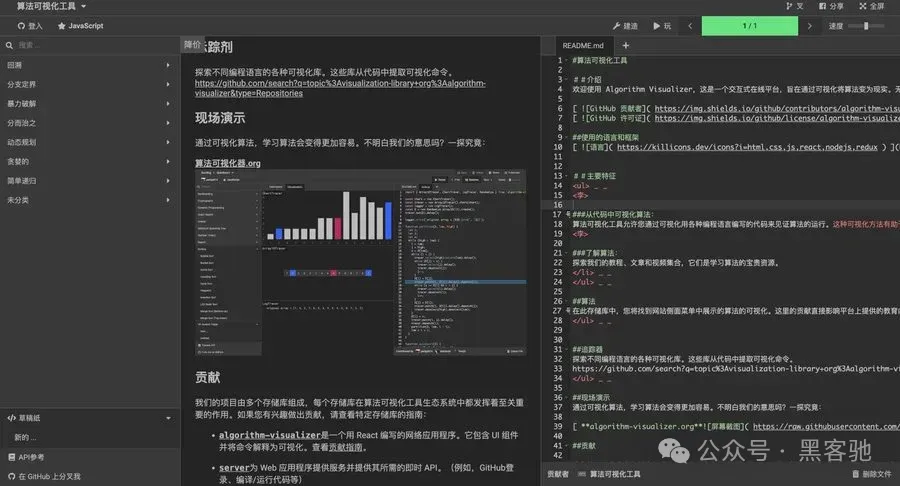 算法可视化工具
叉
分享
全屏
登入
JavaScript
建造
玩
1 / 1
速度
搜索 ...
回溯
分支定界
暴力破解
分而治之
动态规划
贪婪的
简单递归
未分类
草稿纸
新的 ...
API参考
在 GitHub 上分叉我
降价
踪剂
探索不同编程语言的各种可视化库。这些库从代码中提取可视化命令。
https://github.com/search?q=topic%3Avisualization-library+org%3Aalgorithm-
visualizer&type=Repositories
现场演示
通过可视化算法，学习算法会变得更加容易。不明白我们的意思吗？一探究竟：
算法可视化器.org
贡献
我们的项目由多个存储库组成，每个存储库在算法可视化工具生态系统中都发挥着至关重
要的作用。如果您有兴趣做出贡献，请查看特定存储库的指南：
algorithm-visualizer是一个用 React 编写的网络应用程序。它包含 UI 组件
并将命令解释为可视化。查看贡献指南。
server为 Web 应用程序提供服务并提供其所需的即时 API。（例如，GitHub登
录、编译/运行代码等）
README.md
1 #算法可视化工具
2
3 # #介绍
4 欢迎使用 Algorithm Visualizer，这是一个交互式在线平台，旨在通过可视化将算法变为现实。无
5
6 [ ![GitHub 贡献者]( https://img.shields.io/github/contributors/algorithm-visu
7 [ ![GitHub 许可证]( https://img.shields.io/github/license/algorithm-visualize
8
9 ##使用的语言和框架
10 [ ![语言]( https://killicons.dev/icons?i=html,css,js,react,nodejs,redux ) ](
11
12
13 # #主要特征
14 <ul> _ _
15 <李>
16
17 ###从代码中可视化算法：
18 算法可视化工具允许您通过可视化用各种编程语言编写的代码来见证算法的运行。这种可视化方法有助于
19 <李>
20
21 ###了解算法：
22 探索我们的教程、文章和视频集合，它们是学习算法的宝贵资源。
23 </li> _ _
24 </ul> _ _
25
26 ##算法
27 在此存储库中，您将找到网站侧面菜单中展示的算法的可视化。这里的贡献直接影响平台上提供的教育内
28 </ul> _ _
29
30
31 ##追踪器
32 探索不同编程语言的各种可视化库。这些库从代码中提取可视化命令。
33 https://github.com/search?q=topic%3Avisualization-library+org%3Aalgorithm-vi
34 </ul> _ _
35
36 ##现场演示
37 通过可视化算法，学习算法会变得更加容易。不明白我们的意思吗？一探究竟：
38
39 [ **algorithm-visualizer.org**![屏幕截图]( https://raw.githubusercontent.com/
40
41 ##贡献
42
贡献者
算法可视化工具
删除文件
公众号 · 黑客驰